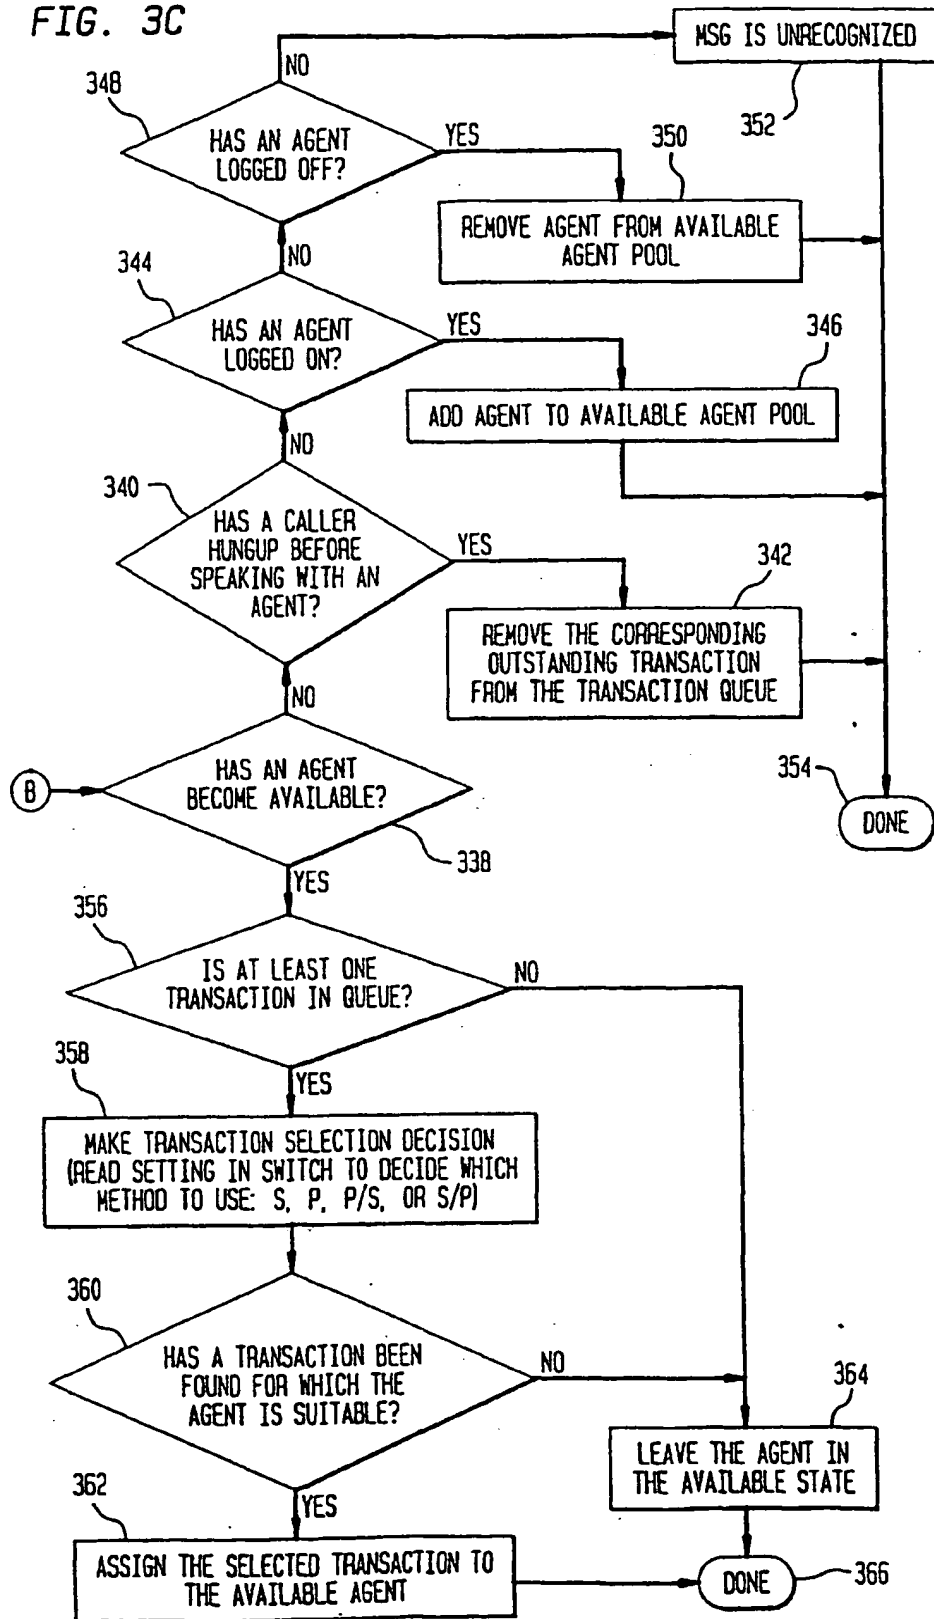 FIG. 3C
MSG IS UNRECOGNIZED
352
NO
348
HAS AN AGENT
LOGGED OFF?
YES
350
REMOVE AGENT FROM AVAILABLE
AGENT POOL
NO
344
HAS AN AGENT
LOGGED ON?
YES
346
ADD AGENT TO AVAILABLE AGENT POOL
NO
340
HAS A CALLER
HUNGUP BEFORE
SPEAKING WITH AN
AGENT?
YES
342
REMOVE THE CORRESPONDING
OUTSTANDING TRANSACTION
FROM THE TRANSACTION QUEUE
NO
B
HAS AN AGENT
BECOME AVAILABLE?
338
354
DONE
YES
356
IS AT LEAST ONE
TRANSACTION IN QUEUE?
NO
YES
358
MAKE TRANSACTION SELECTION DECISION
(READ SETTING IN SWITCH TO DECIDE WHICH
METHOD TO USE: S, P, P/S, OR S/P)
360
HAS A TRANSACTION BEEN
FOUND FOR WHICH THE
AGENT IS SUITABLE?
NO
364
LEAVE THE AGENT IN
THE AVAILABLE STATE
YES
362
ASSIGN THE SELECTED TRANSACTION TO
THE AVAILABLE AGENT
DONE
366